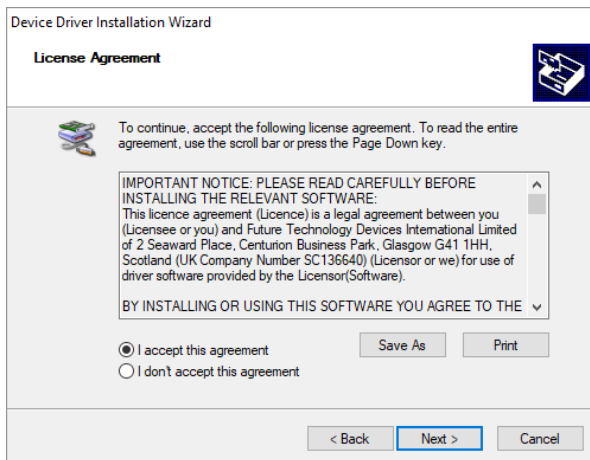 Device Driver Installation Wizard
License Agreement
To continue, accept the following license agreement. To read the entire
agreement, use the scroll bar or press the Page Down key.
IMPORTANT NOTICE: PLEASE READ CAREFULLY BEFORE
INSTALLING THE RELEVANT SOFTWARE:
This licence agreement (Licence) is a legal agreement between you
(Licensee or you) and Future Technology Devices International Limited
of 2 Seaward Place, Centurion Business Park, Glasgow G41 1HH,
Scotland (UK Company Number SC136640) (Licensor or we) for use of
driver software provided by the Licensor(Software).
BY INSTALLING OR USING THIS SOFTWARE YOU AGREE TO THE
I accept this agreement
Save As
Print
I don't accept this agreement
< Back
Next >
Cancel